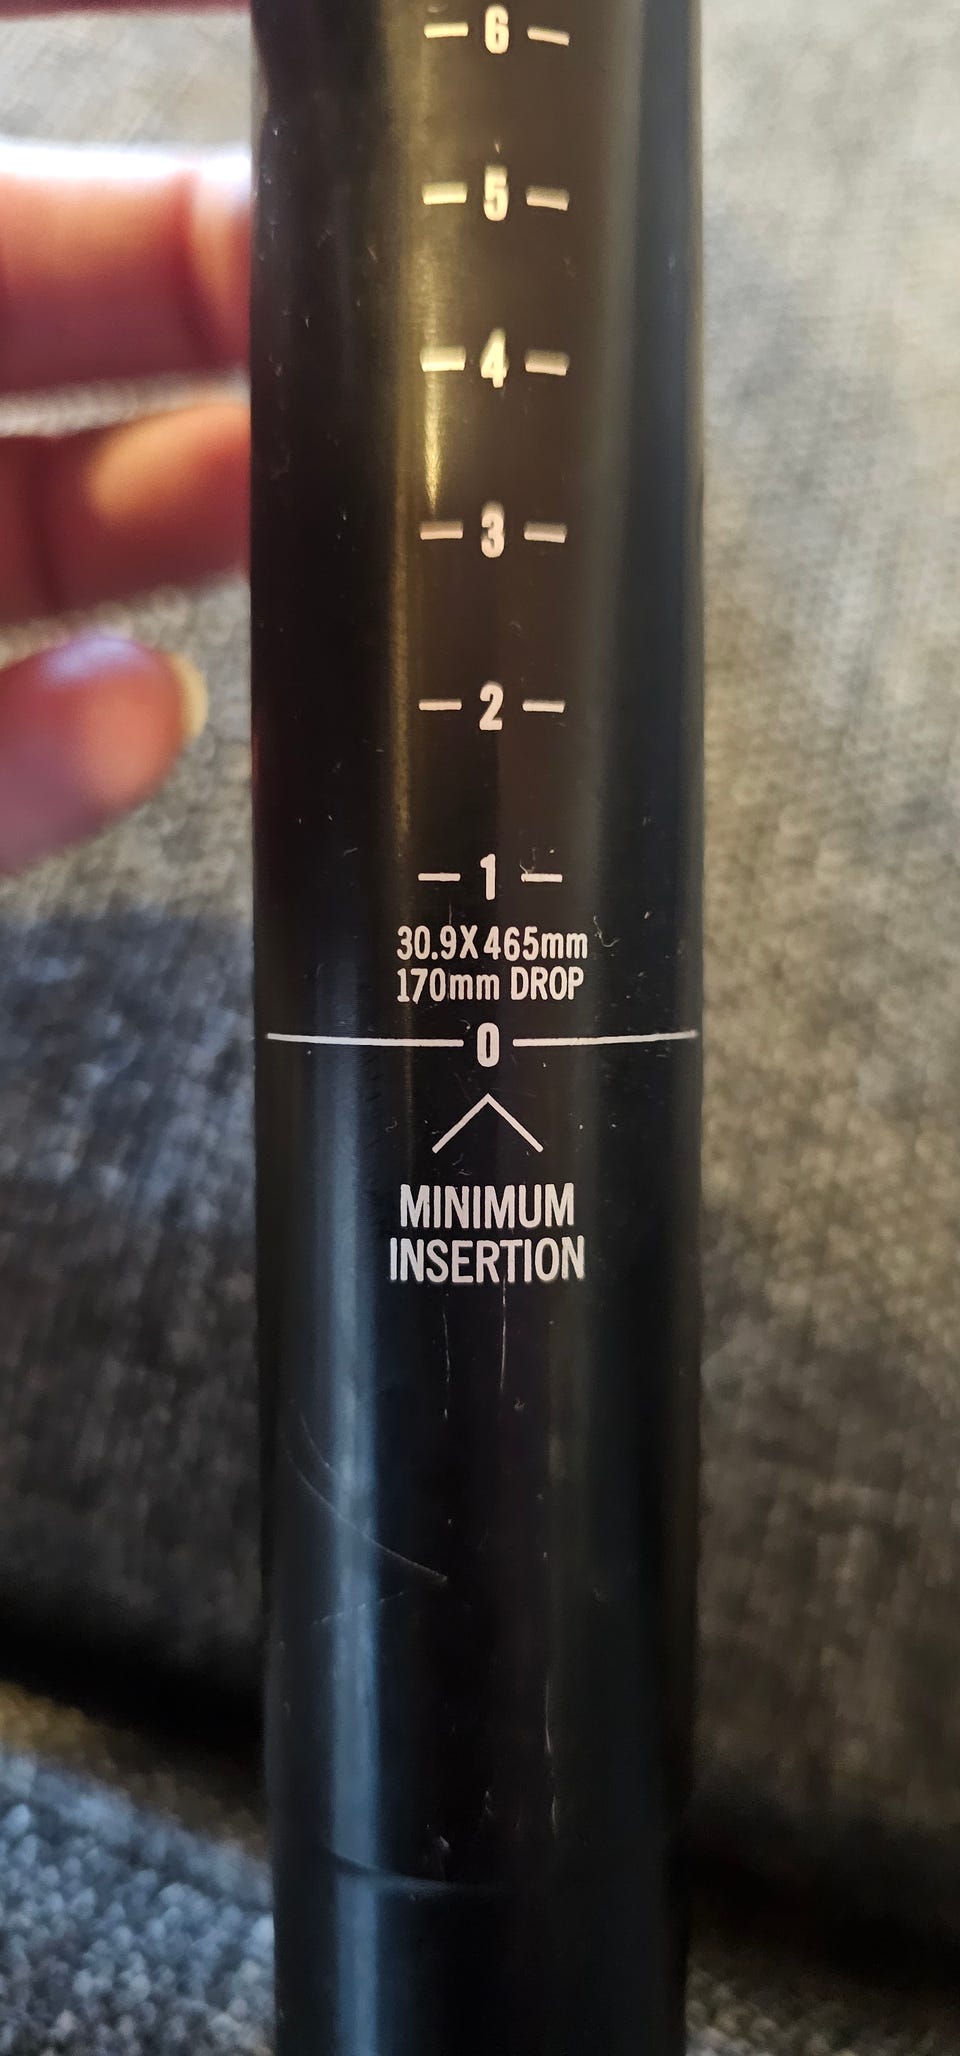 — 6 —
— 5 —
— 4 —
— 3 —
— 2 —
— 1 —
30.9X465mm
170mm DROP
0
MINIMUM
INSERTION